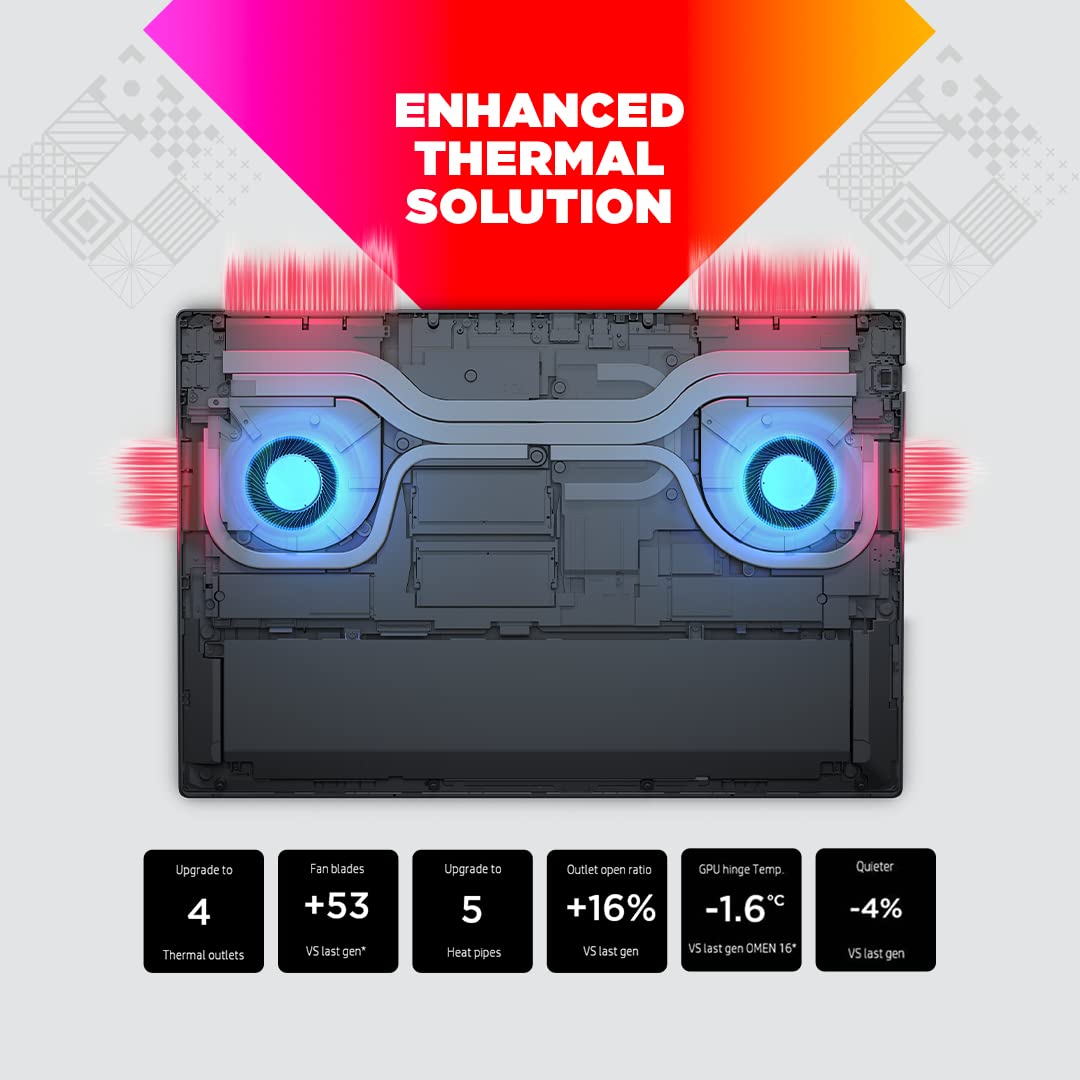 ENHANCED
THERMAL
SOLUTION
Upgrade to
4
Thermal outlets
Fan blades
+53
VS last gen*
Upgrade to
5
Heat pipes
Outlet open ratio
+16%
VS last gen
GPU hinge Temp.
-1.6°C
VS last gen OMEN 16*
Quieter
-4%
VS last gen